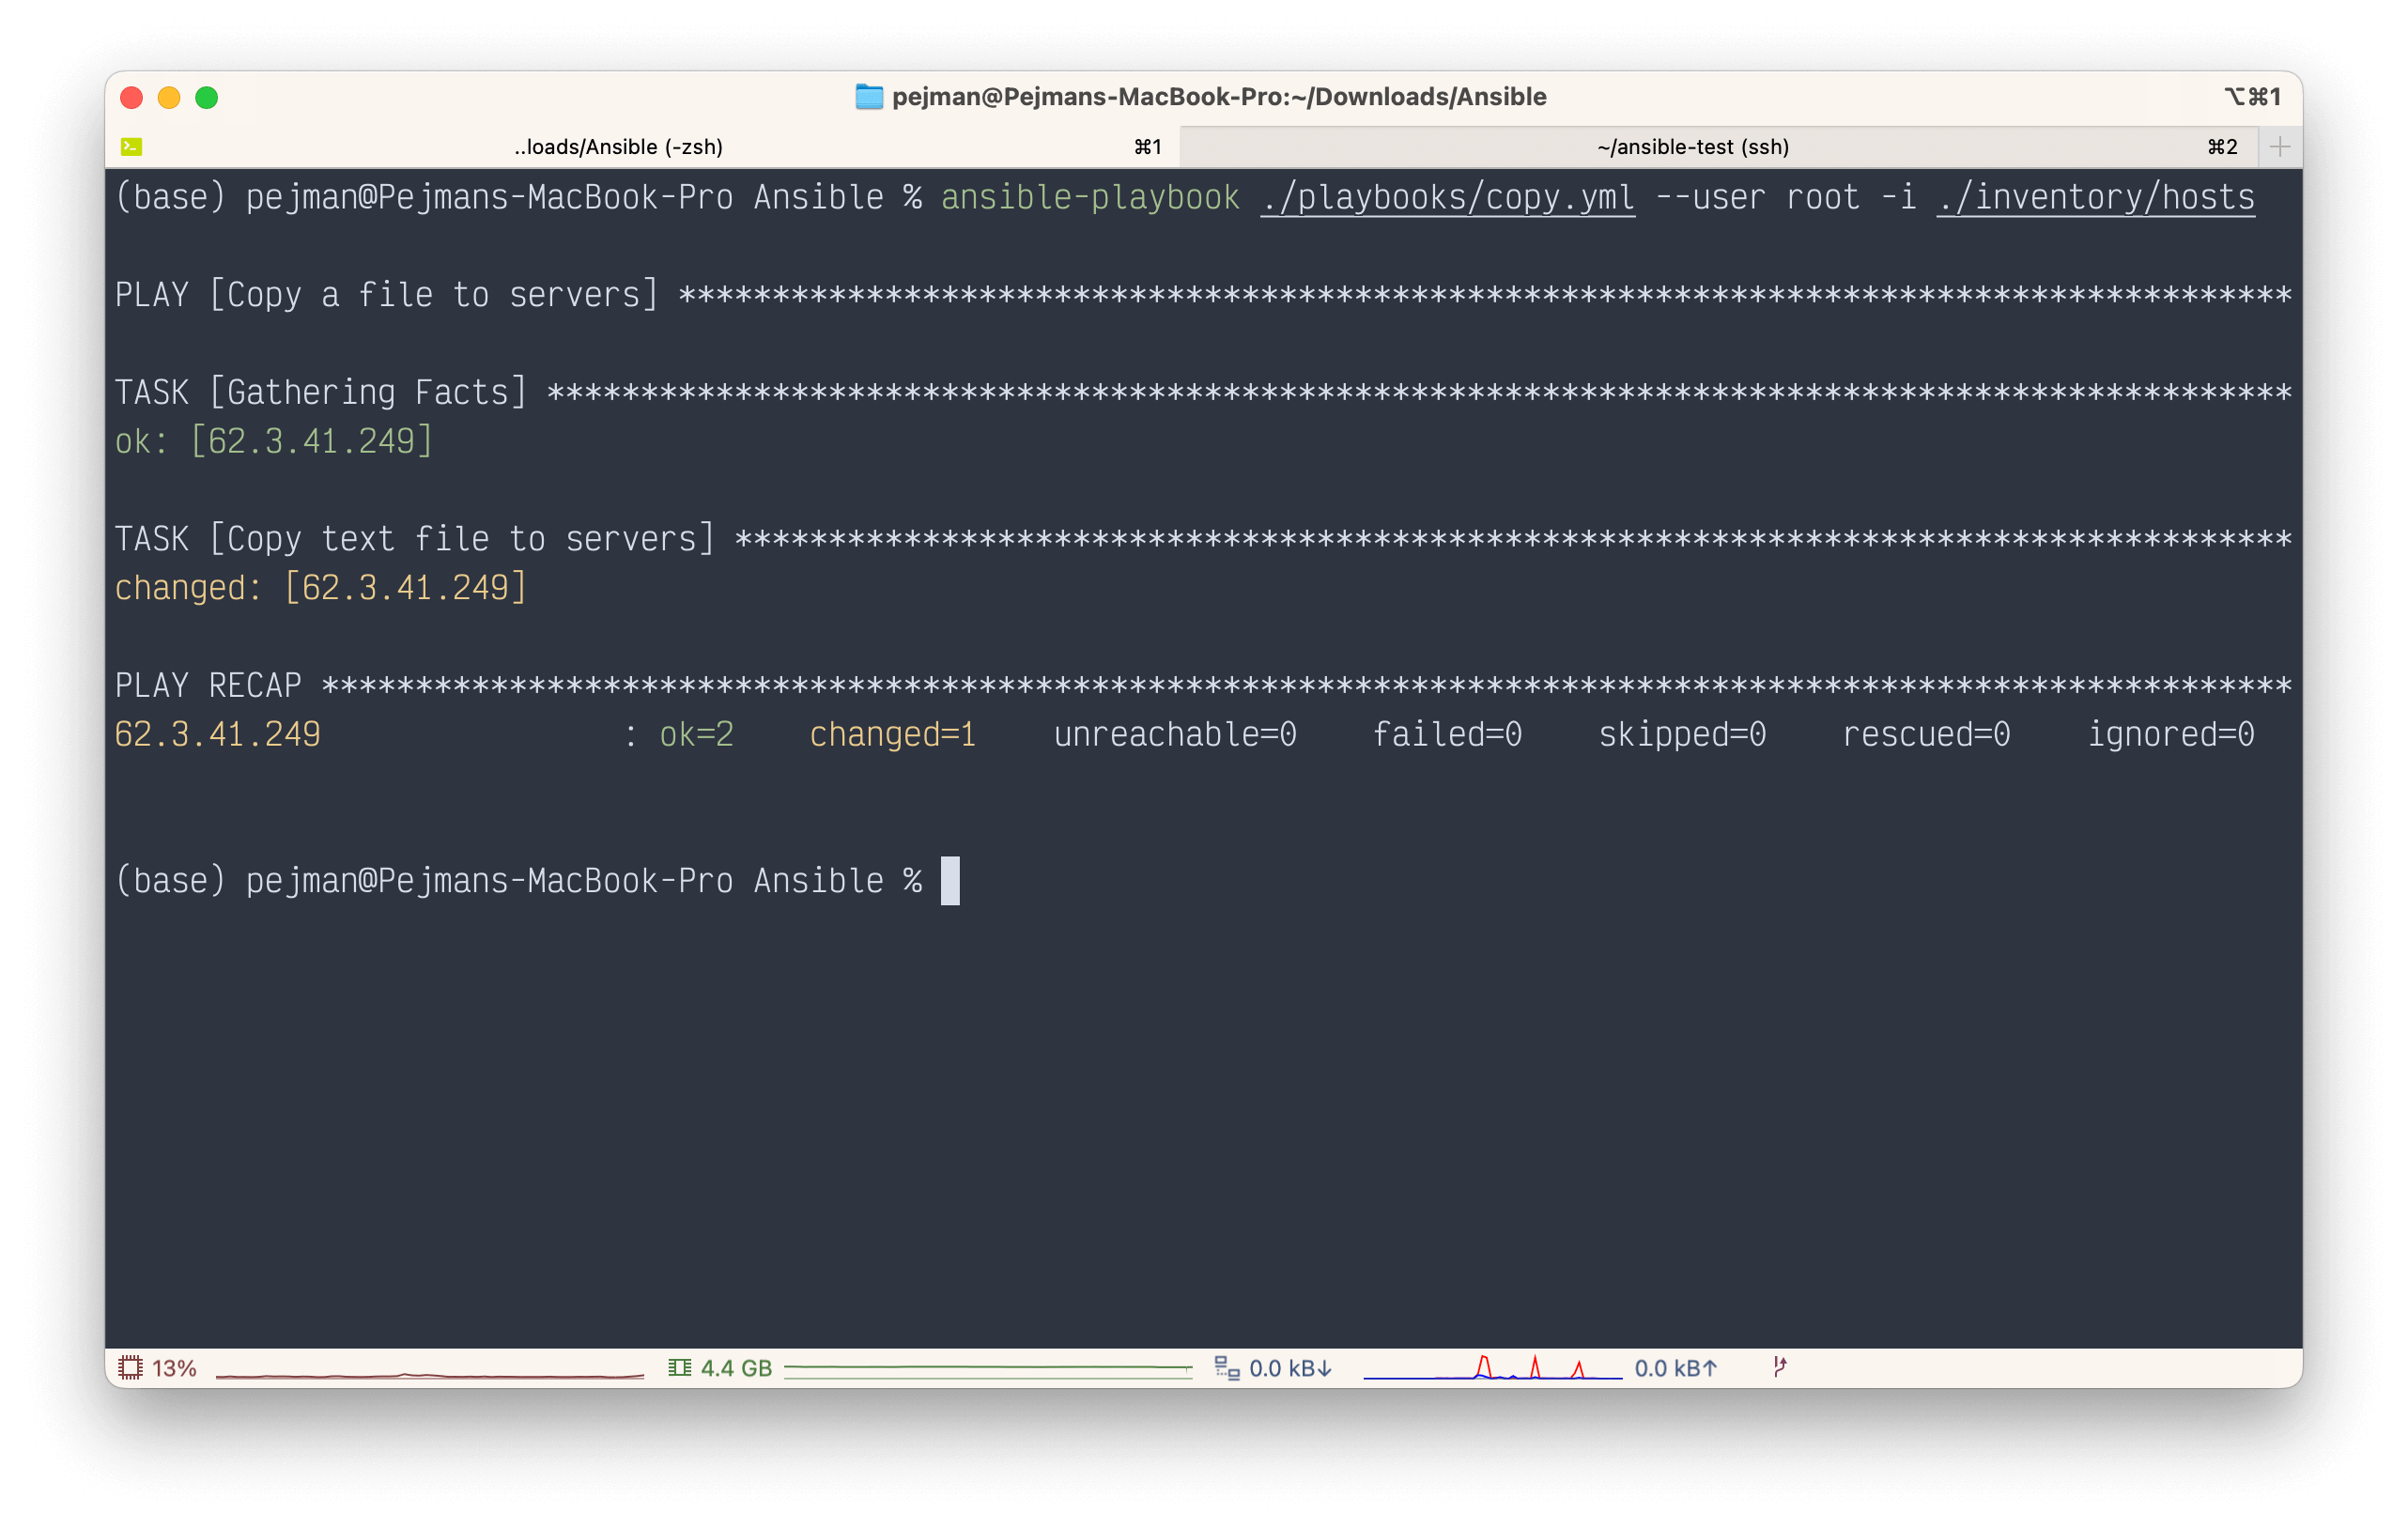 pejman@Pejmans-MacBook-Pro:~/Downloads/Ansible ⌥⌘1
..loads/Ansible (-zsh) ⌘1 ~/ansible-test (ssh) ⌘2
(base) pejman@Pejmans-MacBook-Pro Ansible % ansible-playbook ./playbooks/copy.yml --user root -i ./inventory/hosts
PLAY [Copy a file to servers] **************************************************************************************
TASK [Gathering Facts] *********************************************************************************************
ok: [62.3.41.249]
TASK [Copy text file to servers] ***********************************************************************************
changed: [62.3.41.249]
PLAY RECAP *********************************************************************************************************
62.3.41.249                : ok=2    changed=1    unreachable=0    failed=0    skipped=0    rescued=0    ignored=0
(base) pejman@Pejmans-MacBook-Pro Ansible %
13% 4.4 GB 0.0 kB↓ 0.0 kB↑